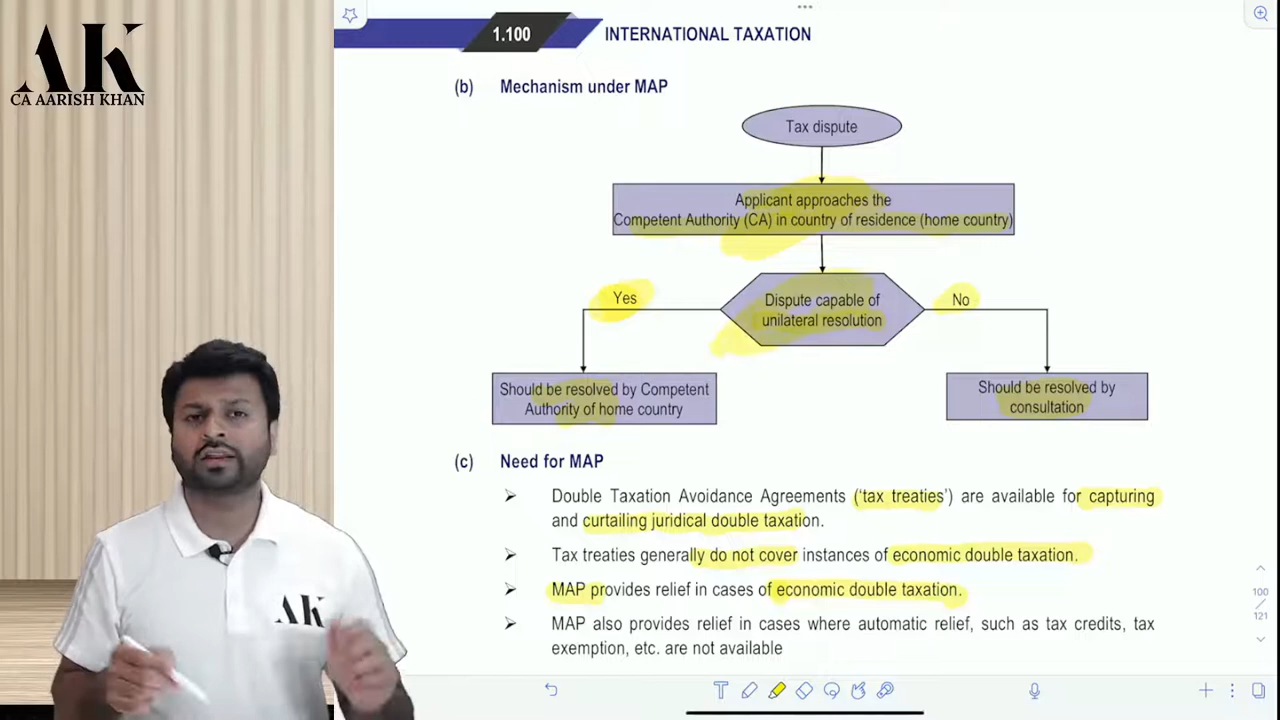 AK
CA AARISH KHAN
1.100
INTERNATIONAL TAXATION
(b) Mechanism under MAP
Tax dispute
Applicant approaches the
Competent Authority (CA) in country of residence (home country)
Yes
Dispute capable of
unilateral resolution
No
Should be resolved by Competent
Authority of home country
Should be resolved by
consultation
(c) Need for MAP
➢ Double Taxation Avoidance Agreements (‘tax treaties’) are available for capturing
and curtailing juridical double taxation.
➢ Tax treaties generally do not cover instances of economic double taxation.
➢ MAP provides relief in cases of economic double taxation.
➢ MAP also provides relief in cases where automatic relief, such as tax credits, tax
exemption, etc. are not available
100
/
121
AK
T